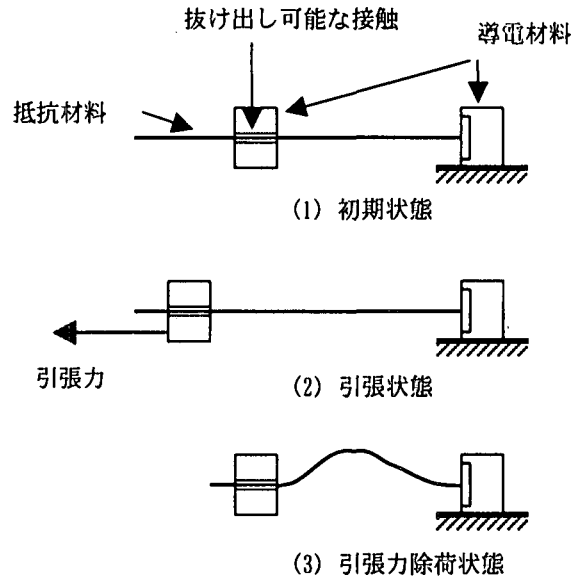 抜け出し可能な接触
導電材料
抵抗材料
(1) 初期状態
引張力
(2) 引張状態
(3) 引張力除荷状態